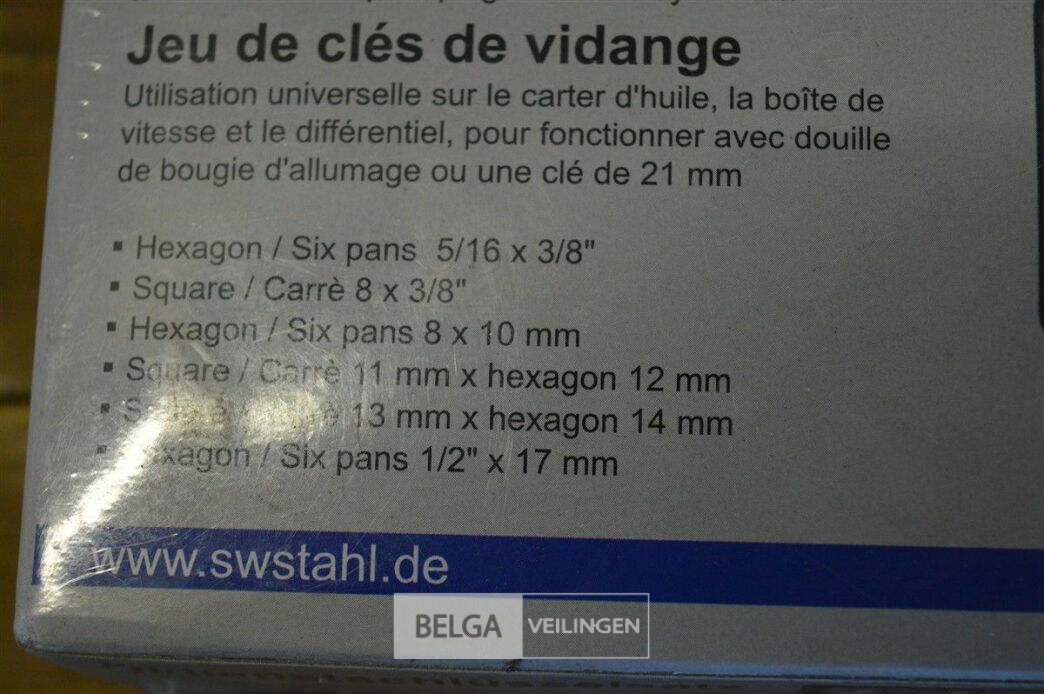 Jeu de clés de vidange
Utilisation universelle sur le carter d'huile, la boîte de
vitesse et le différentiel, pour fonctionner avec douille
de bougie d'allumage ou une clé de 21 mm
▪ Hexagon / Six pans 5/16 x 3/8"
▪ Square / Carrè 8 x 3/8"
▪ Hexagon / Six pans 8 x 10 mm
▪ Square / Carrè 11 mm x hexagon 12 mm
▪ 13 mm x hexagon 14 mm
▪ Hexagon / Six pans 1/2" x 17 mm
www.swstahl.de
BELGA VEILINGEN